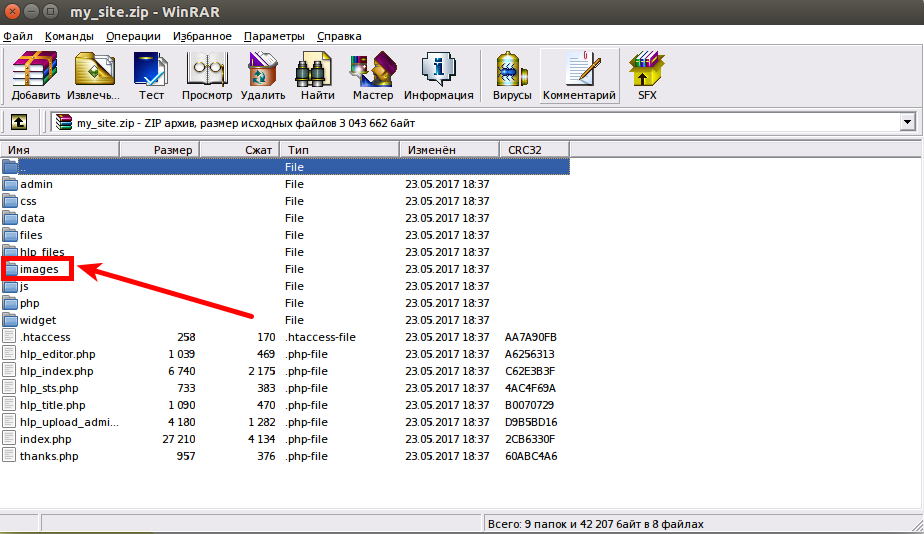 my_site.zip - WinRAR
Файл Команды Операции Избранное Параметры Справка
Добавить Извлечь... Тест Просмотр Удалить Найти Мастер Информация Вирусы Комментарий SFX
my_site.zip - ZIP архив, размер исходных файлов 3 043 662 байт
Имя Размер Сжат Тип Изменён CRC32
.. File
admin File 23.05.2017 18:37
css File 23.05.2017 18:37
data File 23.05.2017 18:37
files File 23.05.2017 18:37
hlp_files File 23.05.2017 18:37
images File 23.05.2017 18:37
js File 23.05.2017 18:37
php File 23.05.2017 18:37
widget File 23.05.2017 18:37
.htaccess 258 170 .htaccess-file 23.05.2017 18:37 AA7A90FB
hlp_editor.php 1 039 469 .php-file 23.05.2017 18:37 A6256313
hlp_index.php 6 740 2 175 .php-file 23.05.2017 18:37 C62E3B3F
hlp_sts.php 733 383 .php-file 23.05.2017 18:37 4AC4F69A
hlp_title.php 1 090 470 .php-file 23.05.2017 18:37 B0070729
hlp_upload_admi... 4 180 1 282 .php-file 23.05.2017 18:37 D9B5BD16
index.php 27 210 4 134 .php-file 23.05.2017 18:37 2CB6330F
thanks.php 957 376 .php-file 23.05.2017 18:37 60ABC4A6
Всего: 9 папок и 42 207 байт в 8 файлах